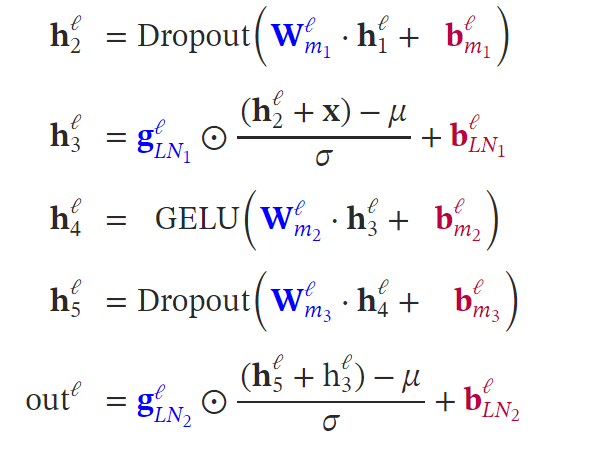 h₂^ℓ = Dropout(W_{m₁}^ℓ · h₁^ℓ + b_{m₁}^ℓ)
h₃^ℓ = g_{LN₁}^ℓ ⊙ ((h₂^ℓ + x) − μ)/σ + b_{LN₁}^ℓ
h₄^ℓ = GELU(W_{m₂}^ℓ · h₃^ℓ + b_{m₂}^ℓ)
h₅^ℓ = Dropout(W_{m₃}^ℓ · h₄^ℓ + b_{m₃}^ℓ)
out^ℓ = g_{LN₂}^ℓ ⊙ ((h₅^ℓ + h₃^ℓ) − μ)/σ + b_{LN₂}^ℓ